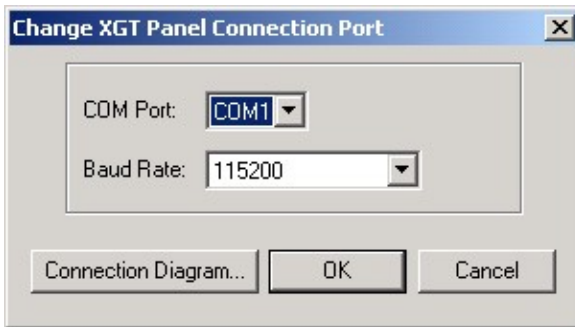 Change XGT Panel Connection Port
COM Port: COM1
Baud Rate: 115200
Connection Diagram... OK Cancel